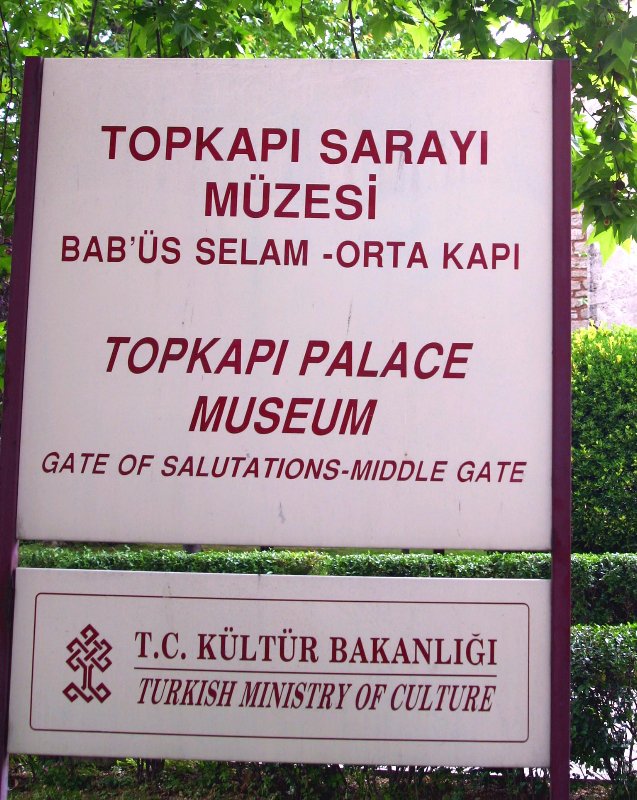 TOPKAPI SARAYI
MÜZESİ
BAB'ÜS SELAM -ORTA KAPI
TOPKAPI PALACE
MUSEUM
GATE OF SALUTATIONS-MIDDLE GATE
T.C. KÜLTÜR BAKANLIĞI
TURKISH MINISTRY OF CULTURE